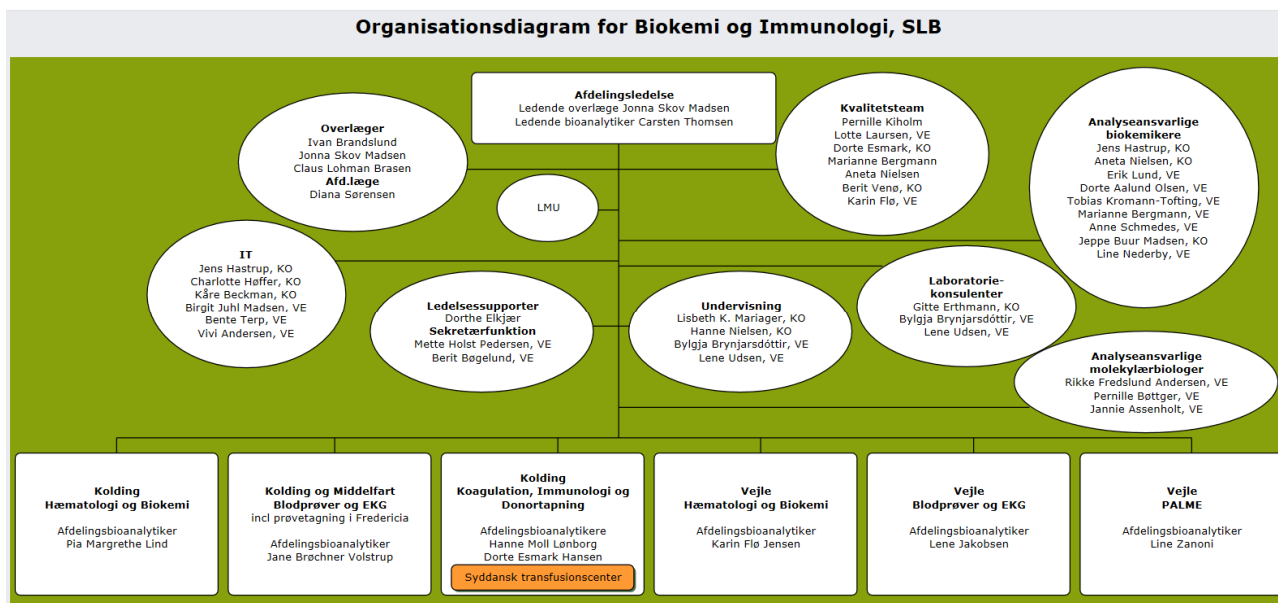 Organisationsdiagram for Biokemi og Immunologi, SLB
Afdelingsledelse
Ledende overlæge Jonna Skov Madsen
Ledende bioanalytiker Carsten Thomsen
Overlæger
Ivan Brandslund
Jonna Skov Madsen
Claus Lohman Brasen
Afd.læge
Diana Sørensen
LMU
Kvalitetsteam
Pernille Kiholm
Lotte Laursen, VE
Dorte Esmark, KO
Marianne Bergmann
Aneta Nielsen
Berit Venø, KO
Karin Flø, VE
Analyseansvarlige
biokemikere
Jens Hastrup, KO
Aneta Nielsen, KO
Erik Lund, VE
Dorte Aalund Olsen, VE
Tobias Kromann-Tofting, VE
Marianne Bergmann, VE
Anne Schmedes, VE
Jeppe Buur Madsen, KO
Line Nederby, VE
IT
Jens Hastrup, KO
Charlotte Høffer, KO
Kåre Beckman, KO
Birgit Juhl Madsen, VE
Bente Terp, VE
Vivi Andersen, VE
Ledelsessupporter
Dorthe Elkjær
Sekretærfunktion
Mette Holst Pedersen, VE
Berit Bøgelund, VE
Undervisning
Lisbeth K. Mariager, KO
Hanne Nielsen, KO
Bylgja Brynjarsdóttir, VE
Lene Udsen, VE
Laboratorie-
konsulenter
Gitte Erthmann, KO
Bylgja Brynjarsdóttir, VE
Lene Udsen, VE
Analyseansvarlige
molekylærbiologer
Rikke Fredslund Andersen, VE
Pernille Bøttger, VE
Jannie Assenholt, VE
Kolding
Hæmatologi og Biokemi
Afdelingsbioanalytiker
Pia Margrethe Lind
Kolding og Middelfart
Blodprøver og EKG
incl prøvetagning i Fredericia
Afdelingsbioanalytiker
Jane Brøchner Volstrup
Kolding
Koagulation, Immunologi og
Donortapning
Afdelingsbioanalytikere
Hanne Moll Lønborg
Dorte Esmark Hansen
Syddansk transfusionscenter
Vejle
Hæmatologi og Biokemi
Afdelingsbioanalytiker
Karin Flø Jensen
Vejle
Blodprøver og EKG
Afdelingsbioanalytiker
Lene Jakobsen
Vejle
PALME
Afdelingsbioanalytiker
Line Zanoni